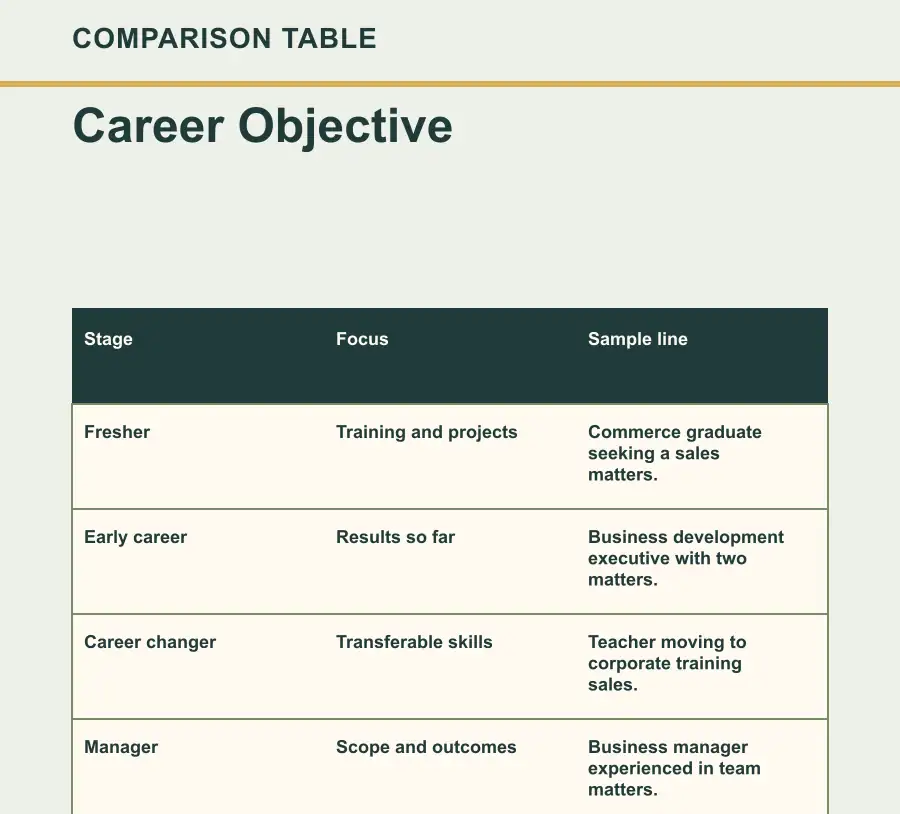 COMPARISON TABLE
Career Objective
Stage Focus Sample line
Fresher Training and projects Commerce graduate
seeking a sales
matters.
Early career Results so far Business development
executive with two
matters.
Career changer Transferable skills Teacher moving to
corporate training
sales.
Manager Scope and outcomes Business manager
experienced in team
matters.